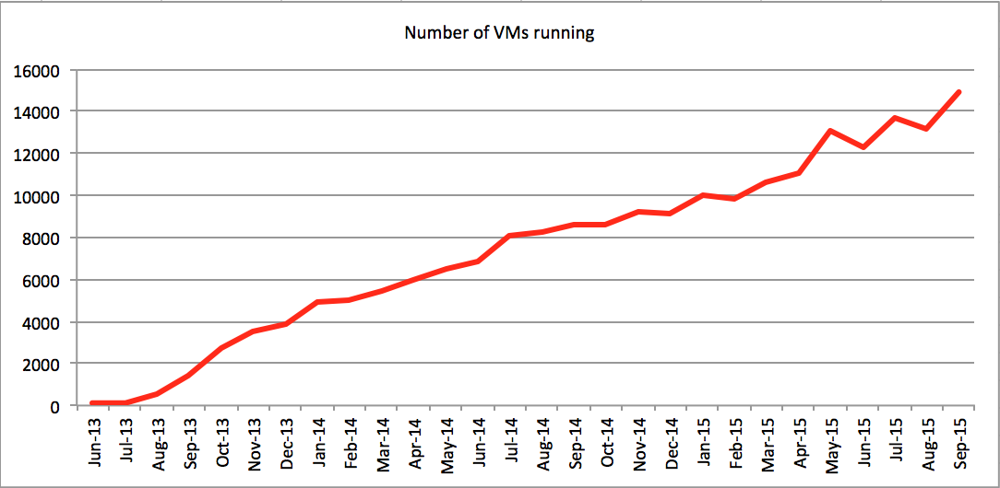 Number of VMs running
16000
14000
12000
10000
8000
6000
4000
2000
0
Jun-13
Jul-13
Aug-13
Sep-13
Oct-13
Nov-13
Dec-13
Jan-14
Feb-14
Mar-14
Apr-14
May-14
Jun-14
Jul-14
Aug-14
Sep-14
Oct-14
Nov-14
Dec-14
Jan-15
Feb-15
Mar-15
Apr-15
May-15
Jun-15
Jul-15
Aug-15
Sep-15